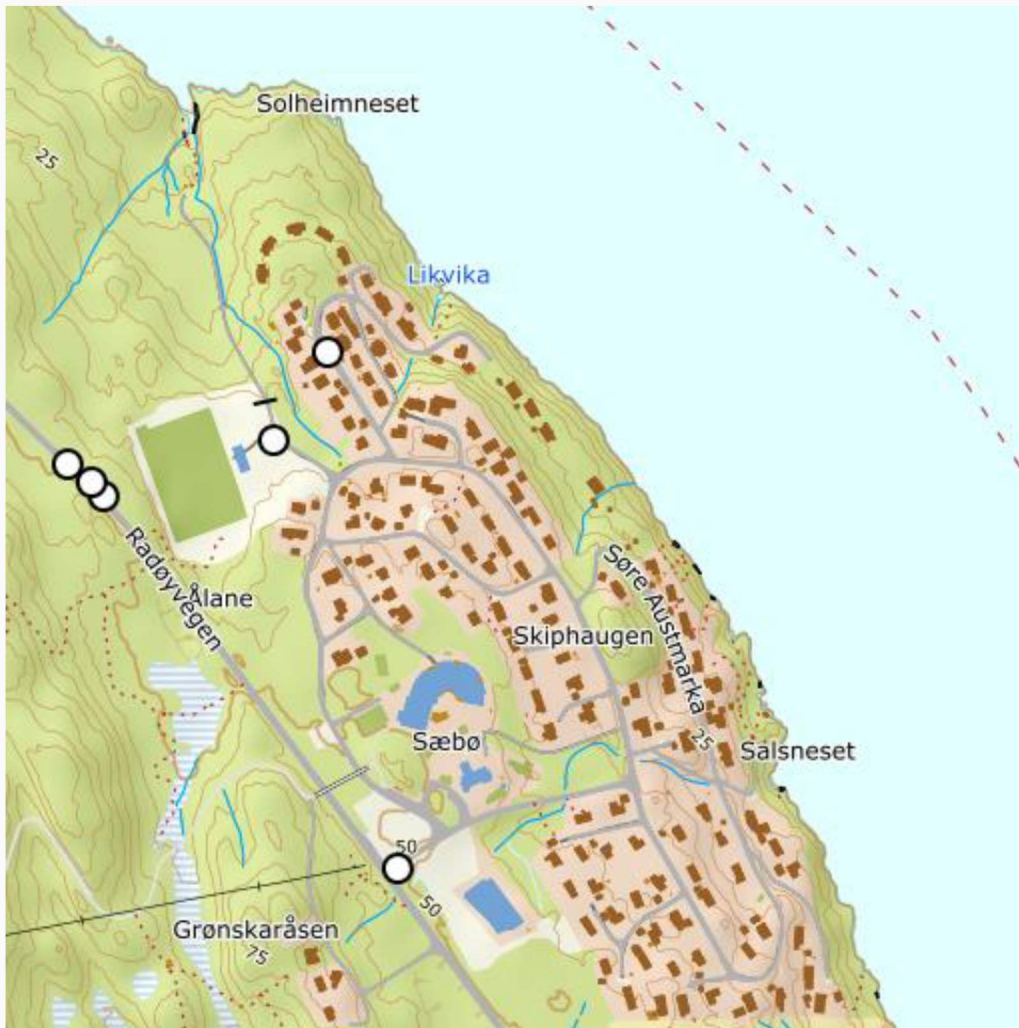 Solheimneset
25
Likvika
Radøyvegen
Ålane
Søre Austmarka
Skiphaugen
Sæbø
25
Salsneset
50
50
Grønskaråsen
75